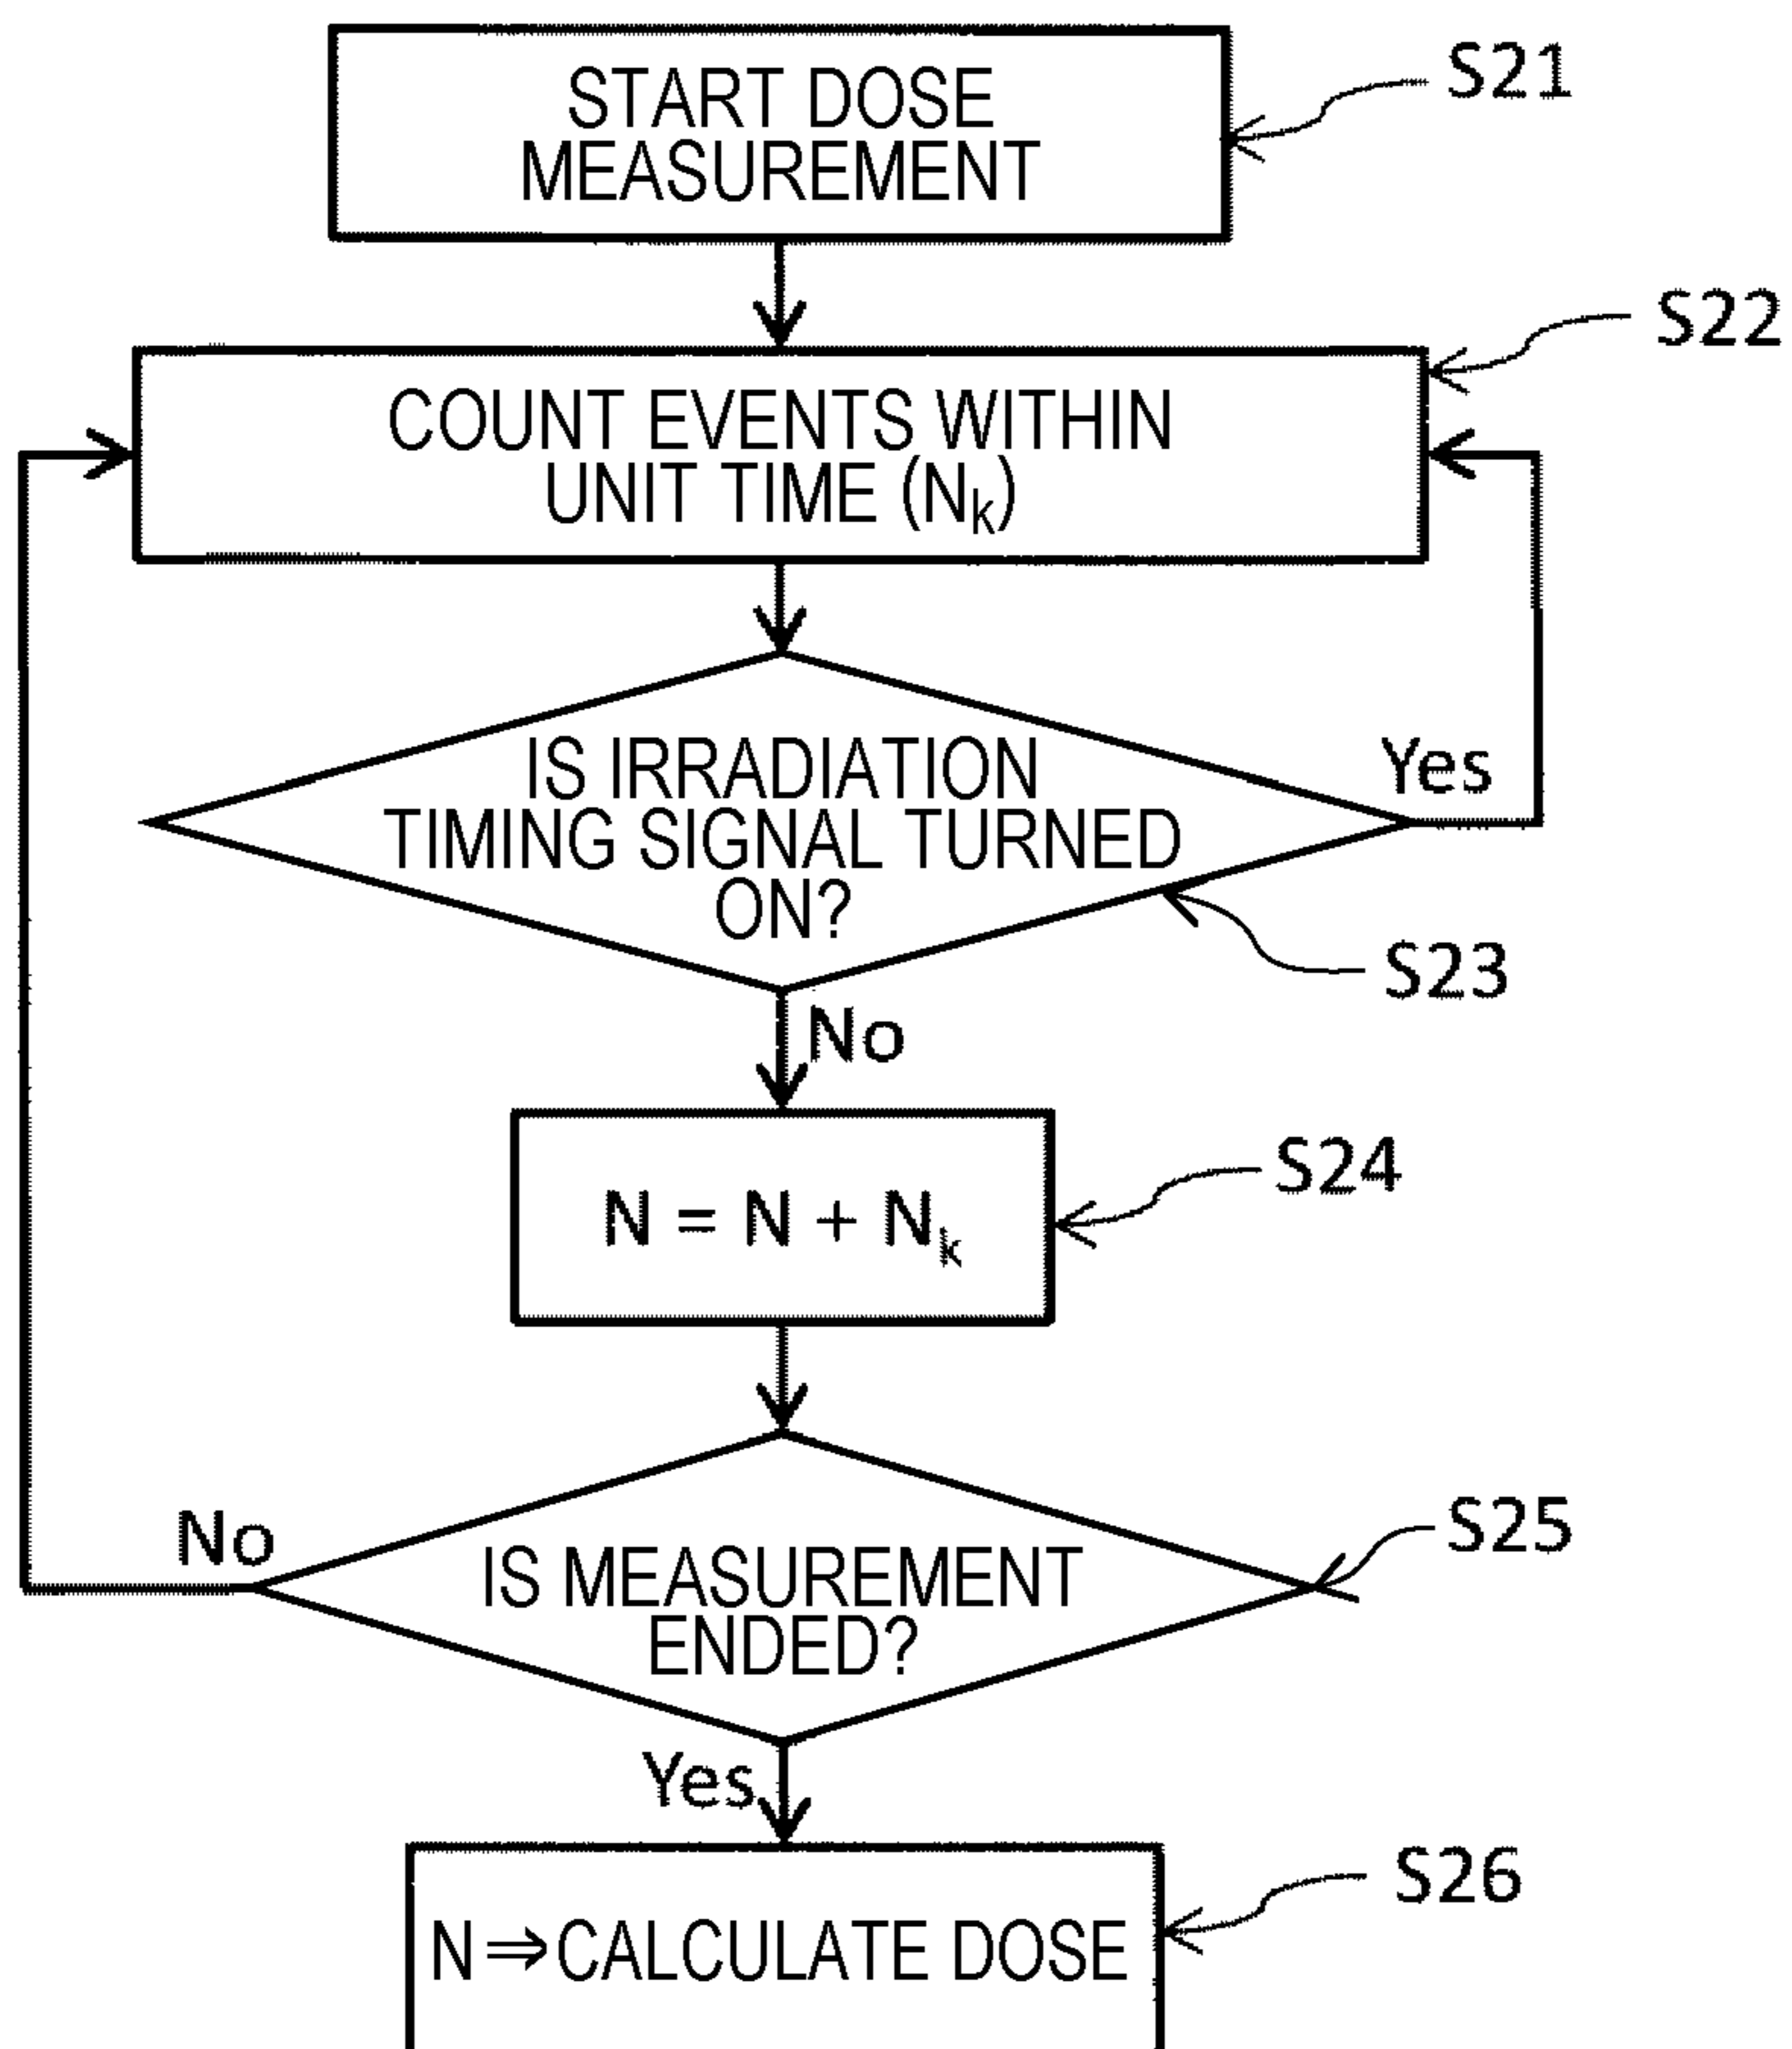 START DOSE
MEASUREMENT
S21
S22
COUNT EVENTS WITHIN
UNIT TIME (Nk)
IS IRRADIATION
TIMING SIGNAL TURNED
ON?
Yes
S23
No
N = N + Nk
S24
IS MEASUREMENT
ENDED?
No
S25
Yes
N⇒CALCULATE DOSE
S26